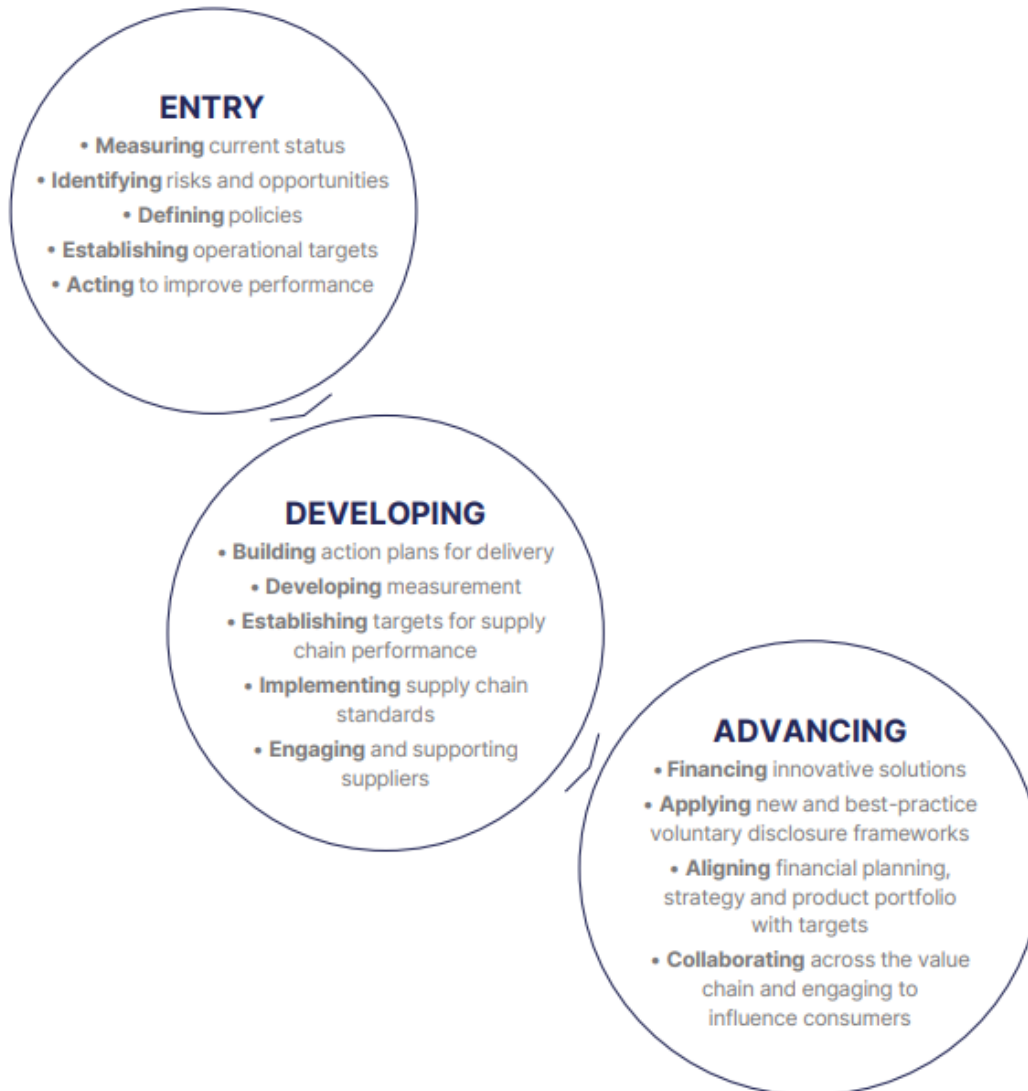 ENTRY
• Measuring current status
• Identifying risks and opportunities
• Defining policies
• Establishing operational targets
• Acting to improve performance
DEVELOPING
• Building action plans for delivery
• Developing measurement
• Establishing targets for supply
chain performance
• Implementing supply chain
standards
• Engaging and supporting
suppliers
ADVANCING
• Financing innovative solutions
• Applying new and best-practice
voluntary disclosure frameworks
• Aligning financial planning,
strategy and product portfolio
with targets
• Collaborating across the value
chain and engaging to
influence consumers